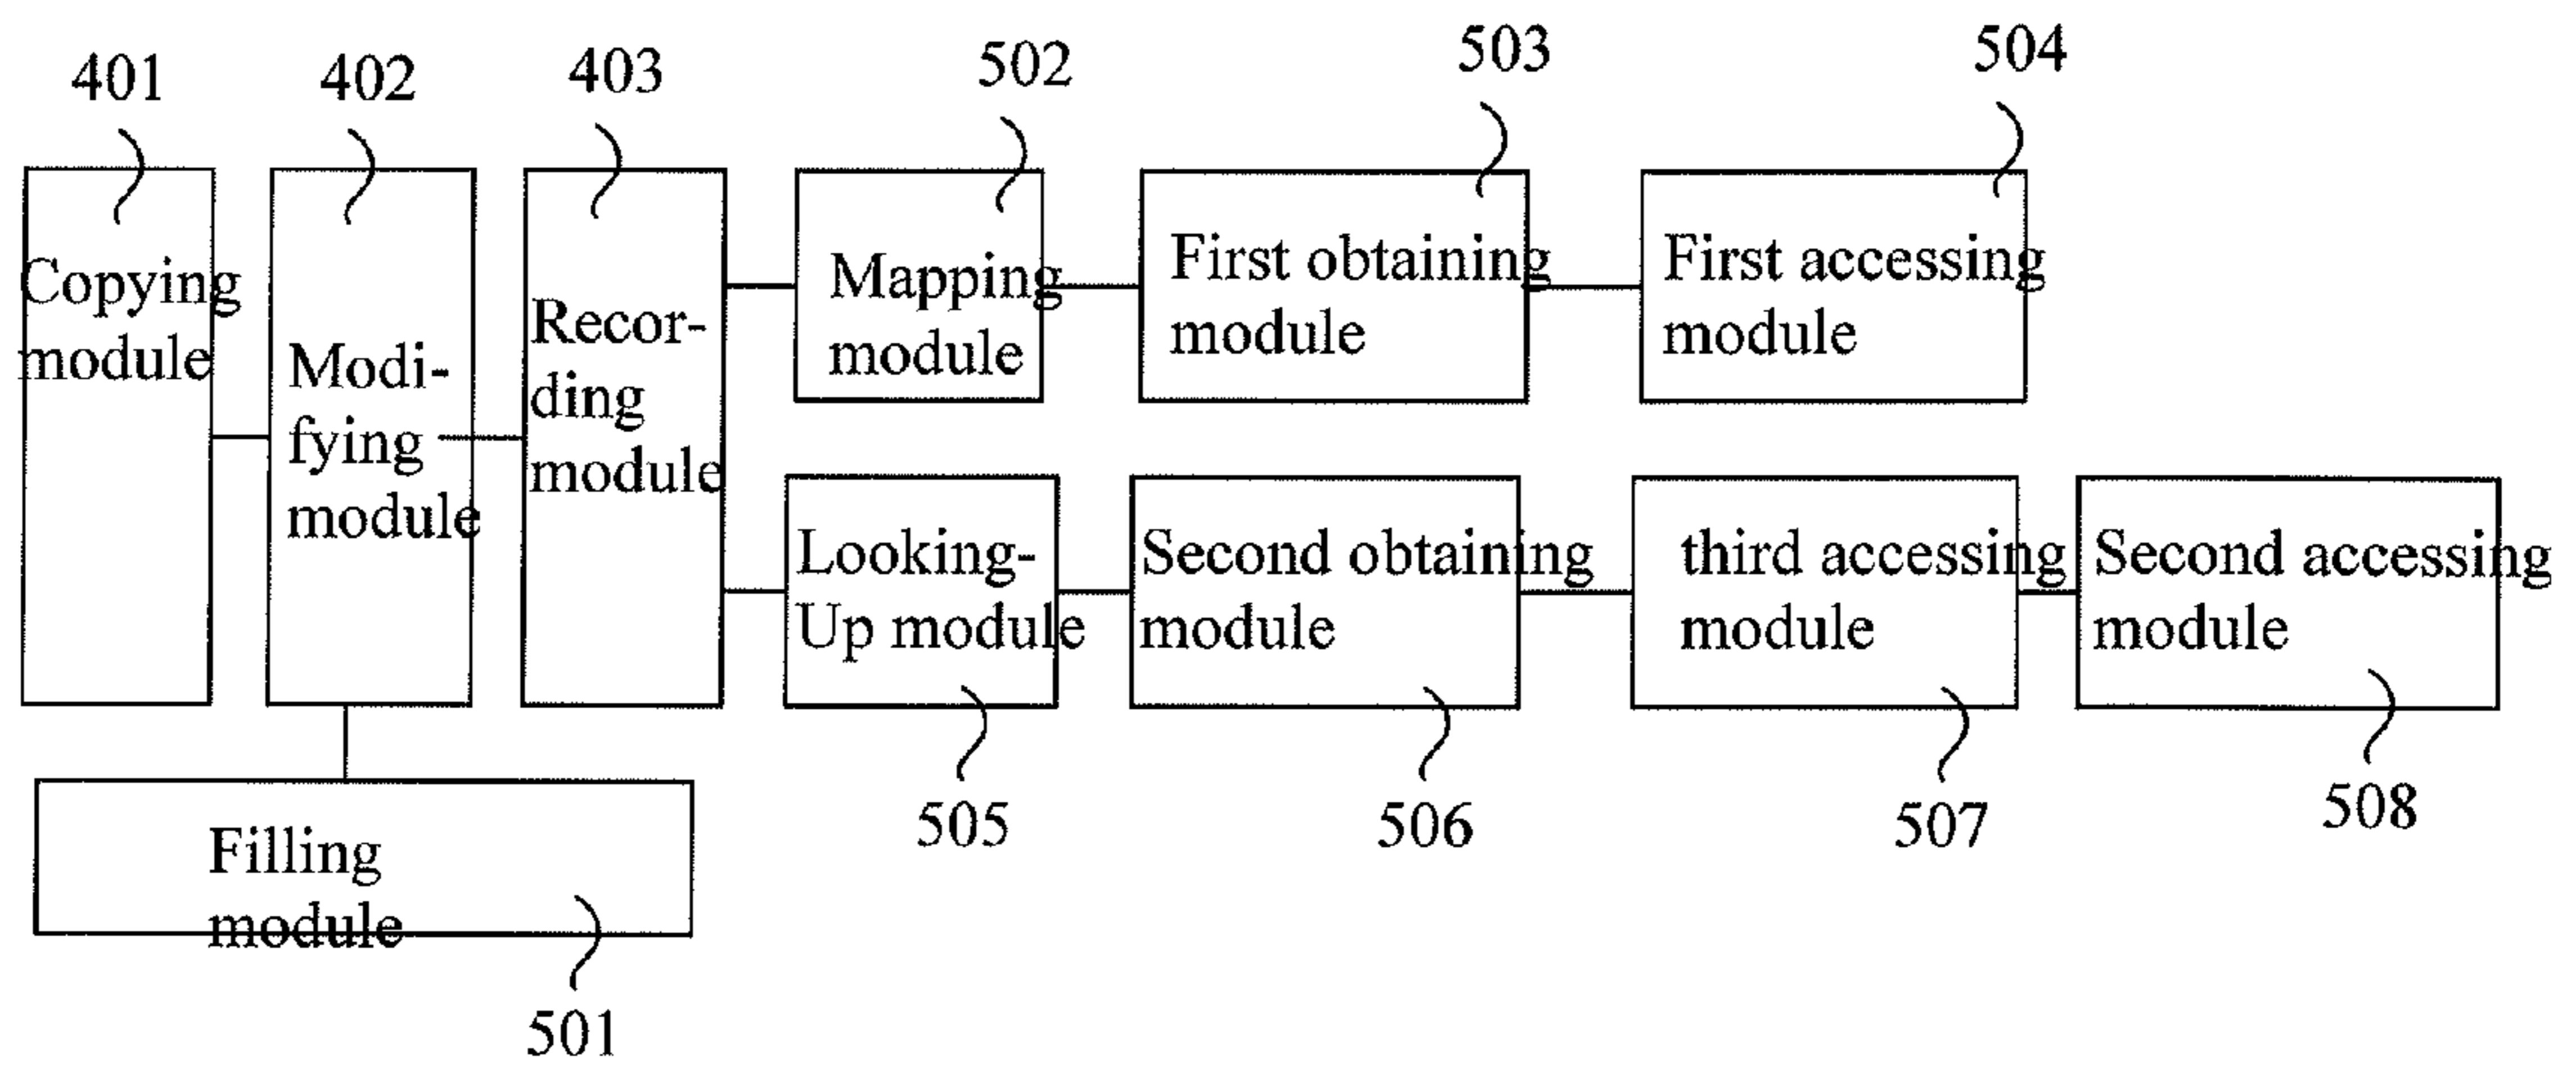 401
402
403
502
503
504
Copying
module
Modi-
fying
module
Recor-
ding
module
Mapping
module
First obtaining
module
First accessing
module
Looking-
Up module
Second obtaining
module
third accessing
module
Second accessing
module
505
506
507
508
Filling
module
501